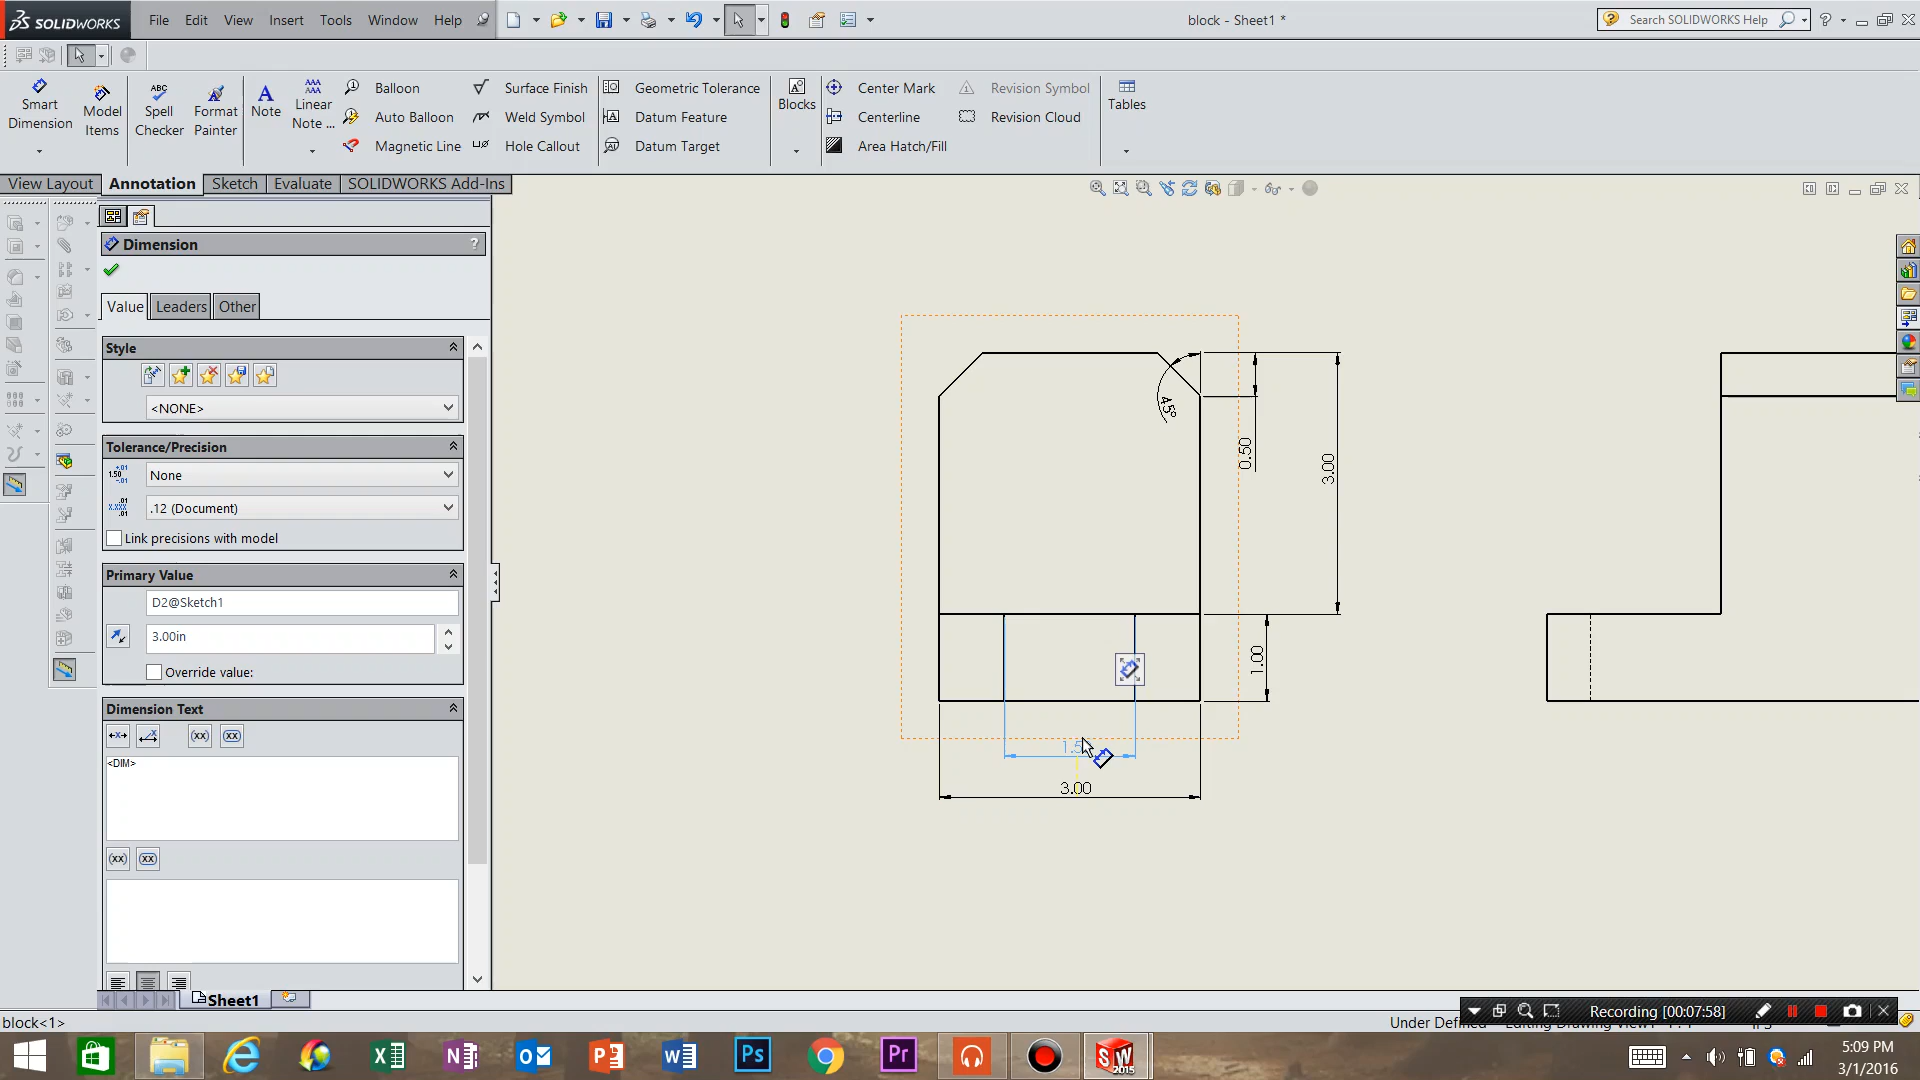 SOLIDWORKS File Edit View Insert Tools Window Help block - Sheet1 * Search SOLIDWORKS Help
Smart Dimension
Model Items
Spell Checker
Format Painter
Note
Linear Note ...
Balloon
Auto Balloon
Magnetic Line
Surface Finish
Weld Symbol
Hole Callout
Geometric Tolerance
Datum Feature
Datum Target
Blocks
Center Mark
Centerline
Area Hatch/Fill
Revision Symbol
Revision Cloud
Tables
View Layout Annotation Sketch Evaluate SOLIDWORKS Add-Ins
Dimension ?
Value Leaders Other
Style
<NONE>
Tolerance/Precision
None
.12 (Document)
Link precisions with model
Primary Value
D2@Sketch1
3.00in
Override value:
Dimension Text
<DIM>
45°
0.50
3.00
1.00
3.00
Sheet1
Recording [00:07:58]
block<1>
5:09 PM
3/1/2016